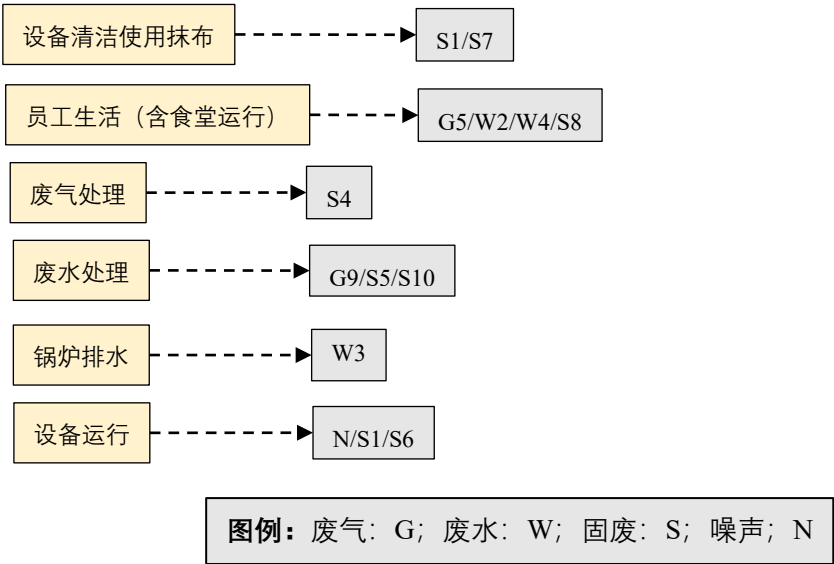 设备清洁使用抹布 S1/S7
员工生活（含食堂运行） G5/W2/W4/S8
废气处理 S4
废水处理 G9/S5/S10
锅炉排水 W3
设备运行 N/S1/S6
图例：废气：G；废水：W；固废：S；噪声；N